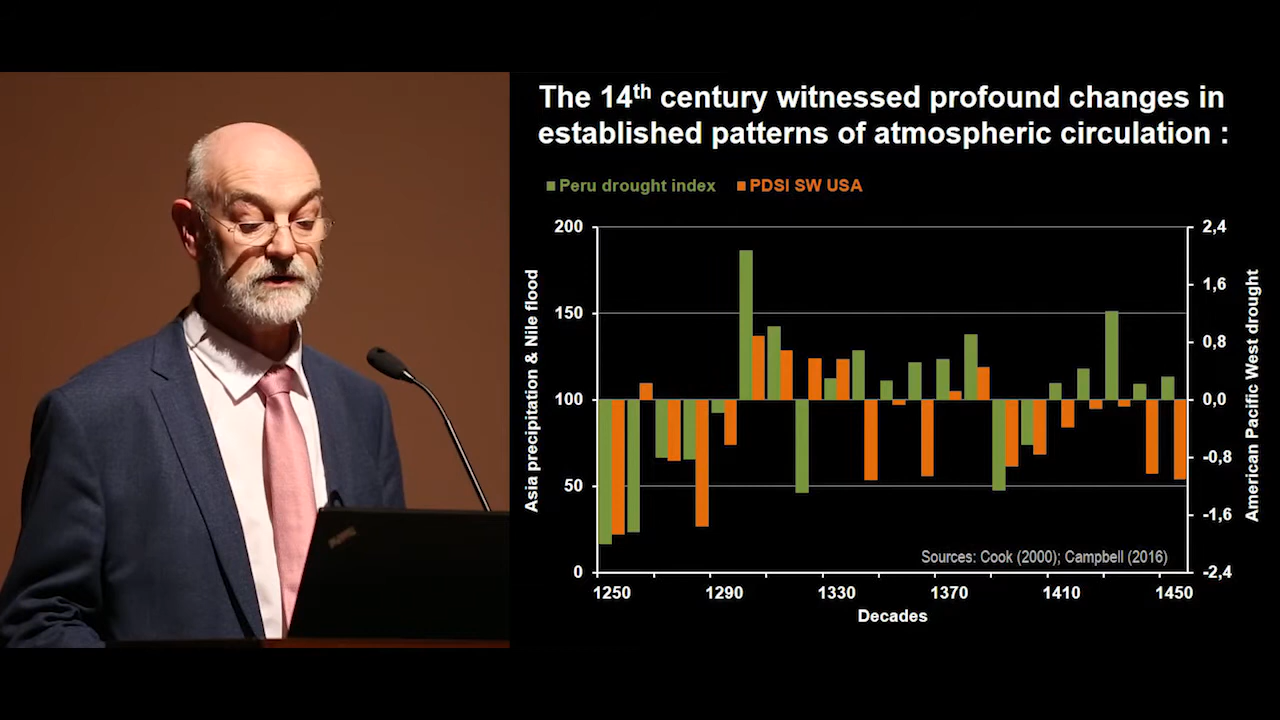 The 14th century witnessed profound changes in
established patterns of atmospheric circulation :
Peru drought index
PDSI SW USA
Asia precipitation & Nile flood
200
150
100
50
0
2,4
1,6
0,8
0,0
-0,8
-1,6
-2,4
American Pacific West drought
Sources: Cook (2000); Campbell (2016)
1250 1290 1330 1370 1410 1450
Decades